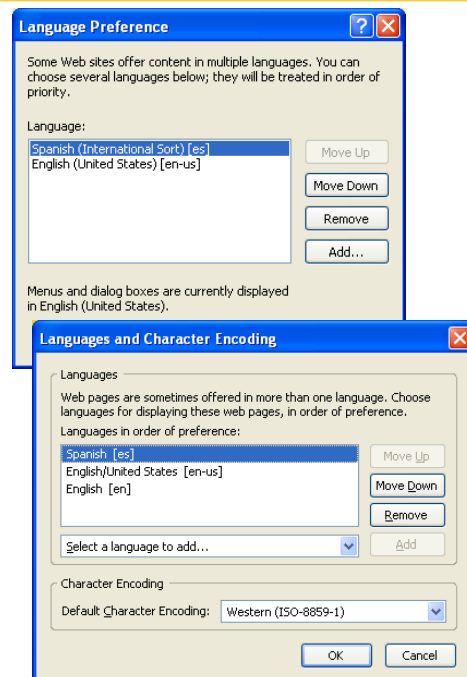 Language Preference
Some Web sites offer content in multiple languages. You can
choose several languages below; they will be treated in order of
priority.
Language:
Spanish (International Sort) [es]
English (United States) [en-us]
Move Up
Move Down
Remove
Add...
Menus and dialog boxes are currently displayed
in English (United States).
Languages and Character Encoding
Languages
Web pages are sometimes offered in more than one language. Choose
languages for displaying these web pages, in order of preference.
Languages in order of preference:
Spanish [es]
English/United States [en-us]
English [en]
Move Up
Move Down
Remove
Select a language to add...
Add
Character Encoding
Default Character Encoding:
Western (ISO-8859-1)
OK
Cancel